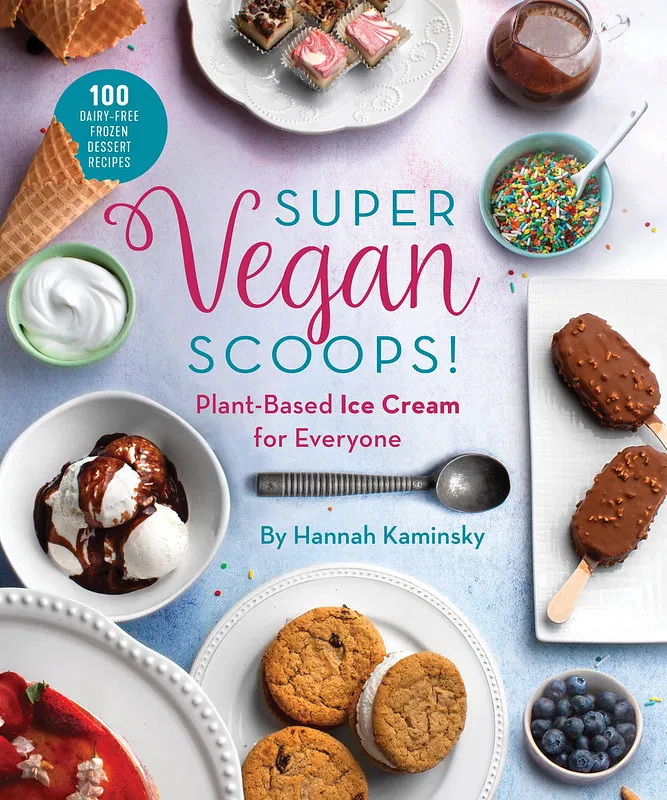 100
DAIRY-FREE
FROZEN
DESSERT
RECIPES
SUPER
Vegan
SCOOPS!
Plant-Based Ice Cream
for Everyone
By Hannah Kaminsky